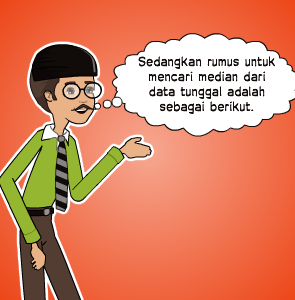 Sedangkan rumus untuk
mencari median dari
data tunggal adalah
sebagai berikut.